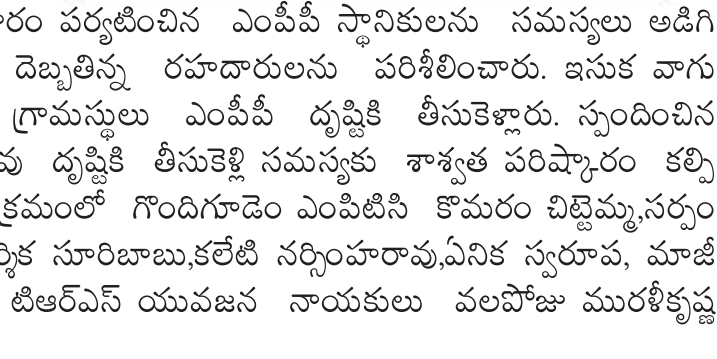 రం పర్యటించిన ఎంపీపీ స్థానికులను సమస్యలు అడిగి
దెబ్బతిన్న రహదారులను పరిశీలించారు. ఇసుక వాగు
గ్రామస్థులు ఎంపీపీ దృష్టికి తీసుకెళ్లారు. స్పందించిన
వు దృష్టికి తీసుకెళ్లి సమస్యకు శాశ్వత పరిష్కారం కల్పి
క్రమంలో గొందిగూడెం ఎంపిటిసి కొమరం చిట్టెమ్మ,సర్పం
ర్శిక సూరిబాబు,కలేటి నర్సింహరావు,ఏనిక స్వరూప, మాజీ
టిఆర్ఎస్ యువజన నాయకులు వలపోజు మురళీకృష్ణ